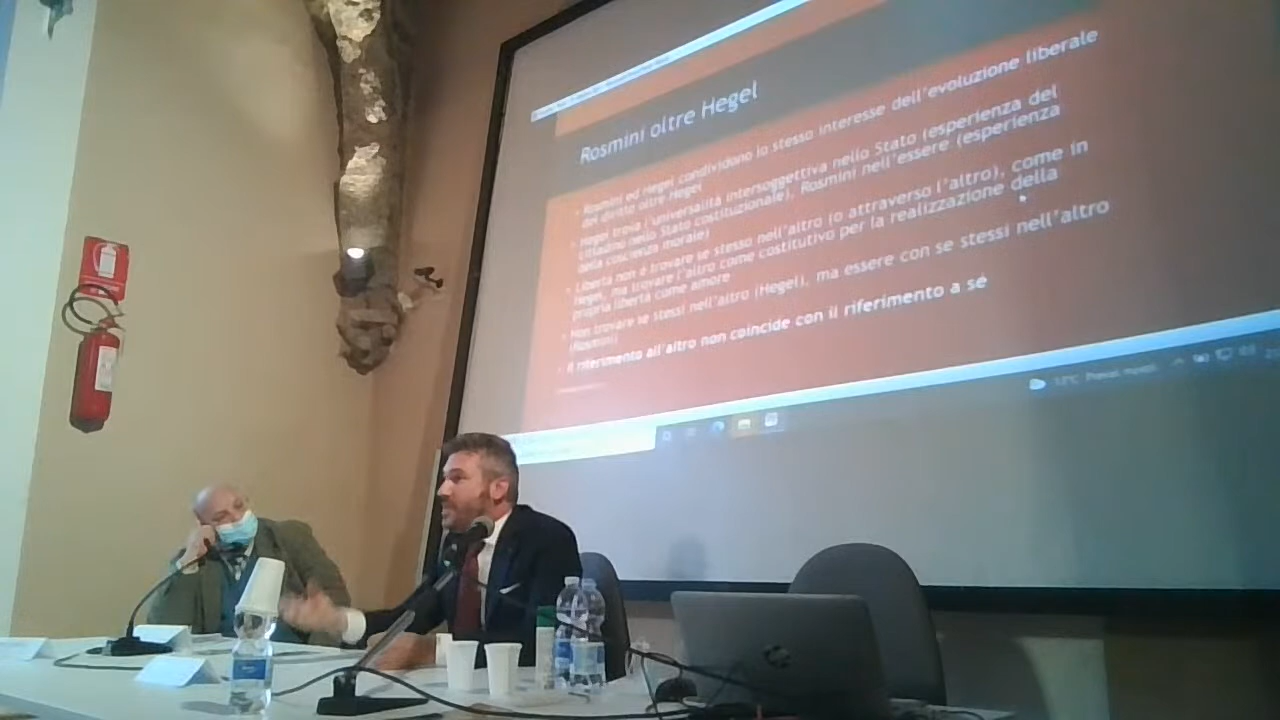 Rosmini oltre Hegel
Rosmini ed Hegel condividono lo stesso interesse dell'evoluzione liberale
del diritto oltre Hegel
Hegel trova l'universalità intersoggettiva nello Stato (esperienza del
cittadino nello Stato costituzionale), Rosmini nell'essere (esperienza
della coscienza morale)
Libertà non è trovare se stesso nell'altro (o attraverso l'altro), come in
Hegel, ma trovare l'altro come costitutivo per la realizzazione della
propria libertà come amore
Non trovare se stessi nell'altro (Hegel), ma essere con se stessi nell'altro
(Rosmini)
Il riferimento all'altro non coincide con il riferimento a sé